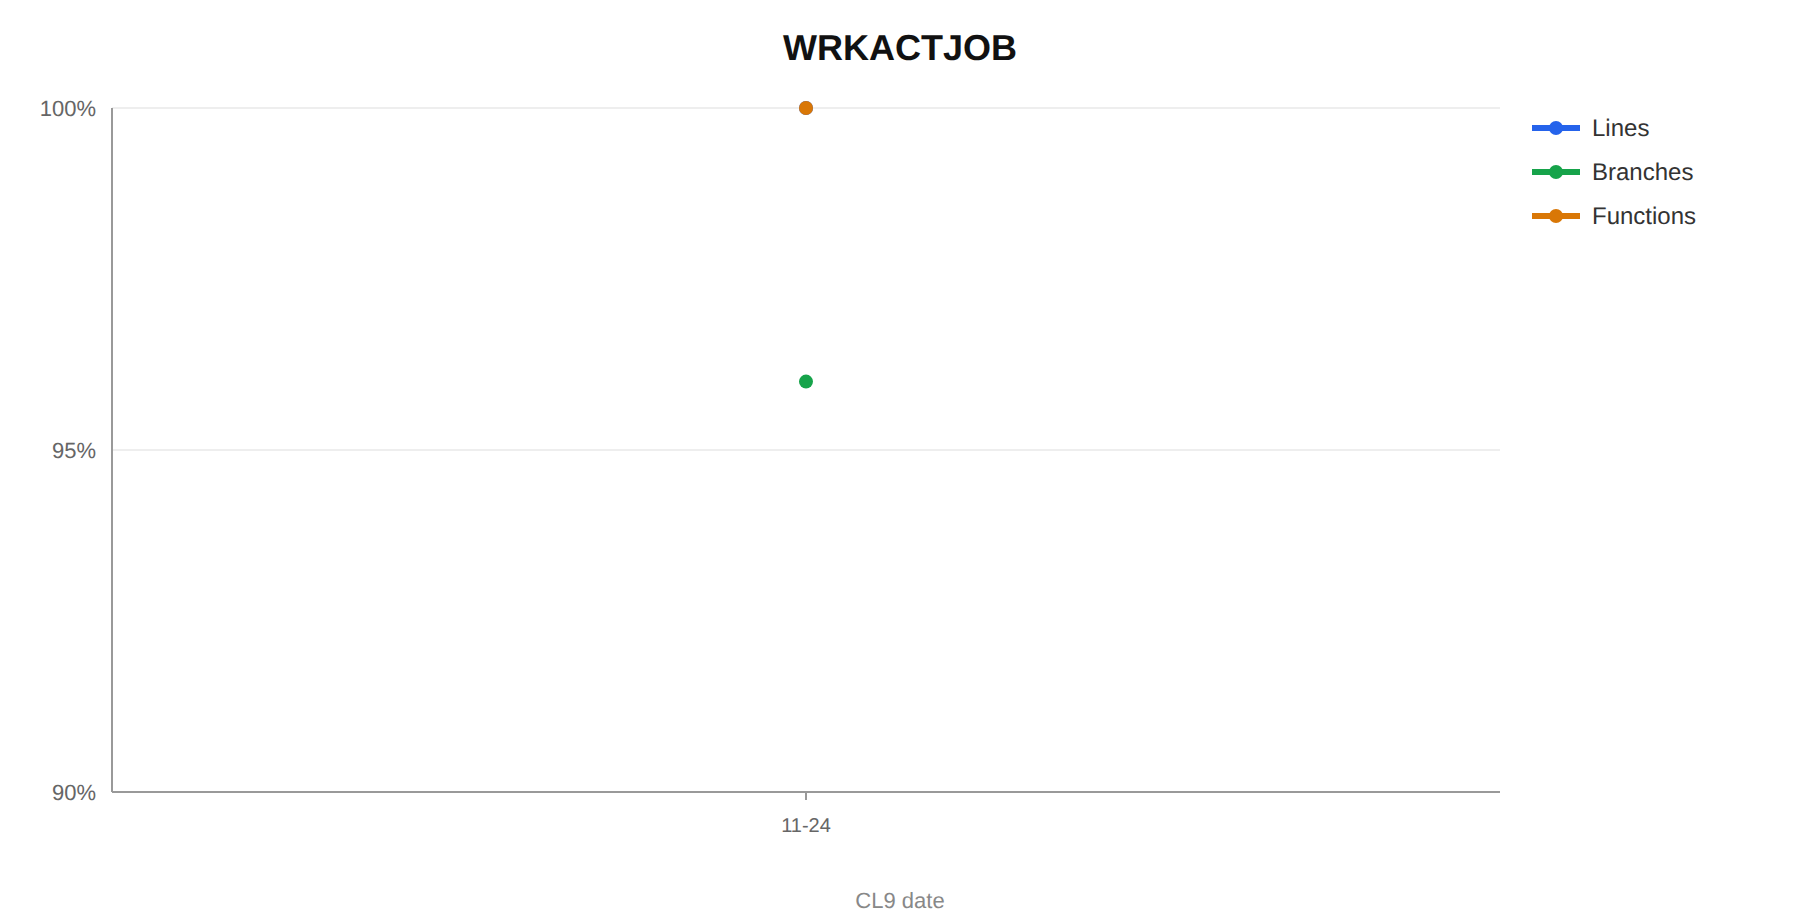 WRKACTJOB
100%
95%
90%
11-24
CL9 date
Lines
Branches
Functions